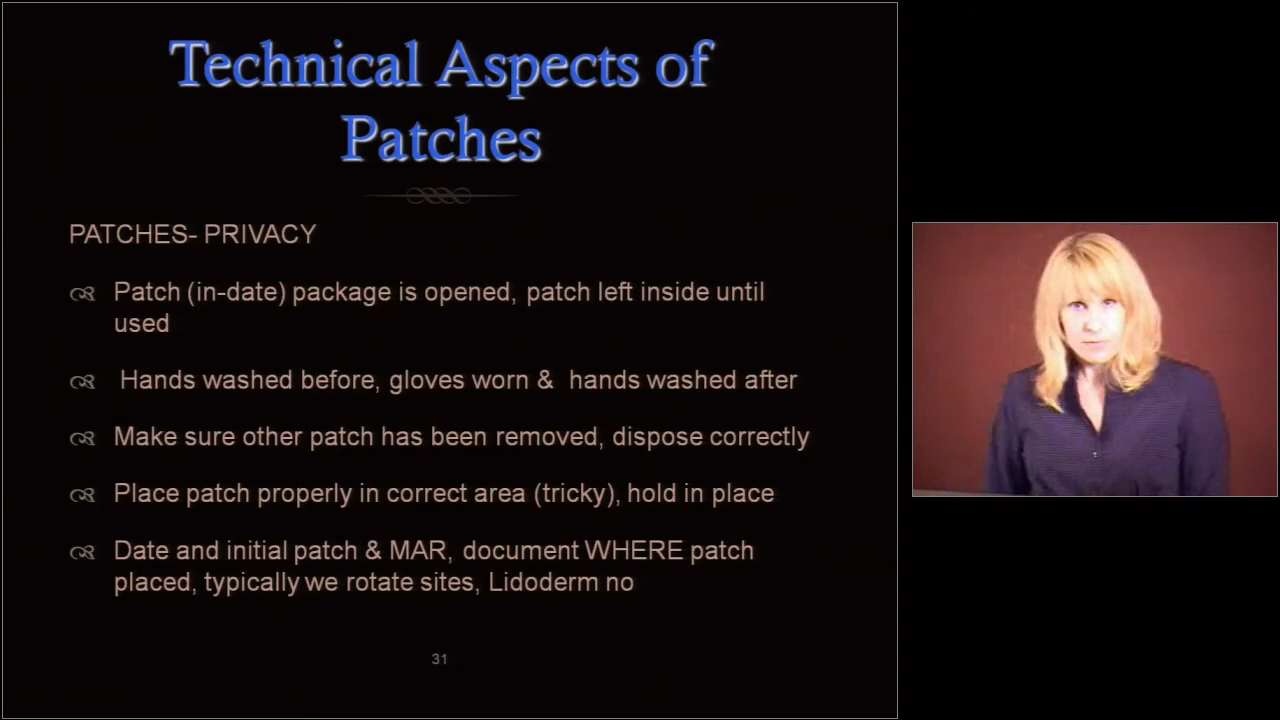 Technical Aspects of
Patches
PATCHES- PRIVACY
Patch (in-date) package is opened, patch left inside until
used
Hands washed before, gloves worn & hands washed after
Make sure other patch has been removed, dispose correctly
Place patch properly in correct area (tricky), hold in place
Date and initial patch & MAR, document WHERE patch
placed, typically we rotate sites, Lidoderm no
31